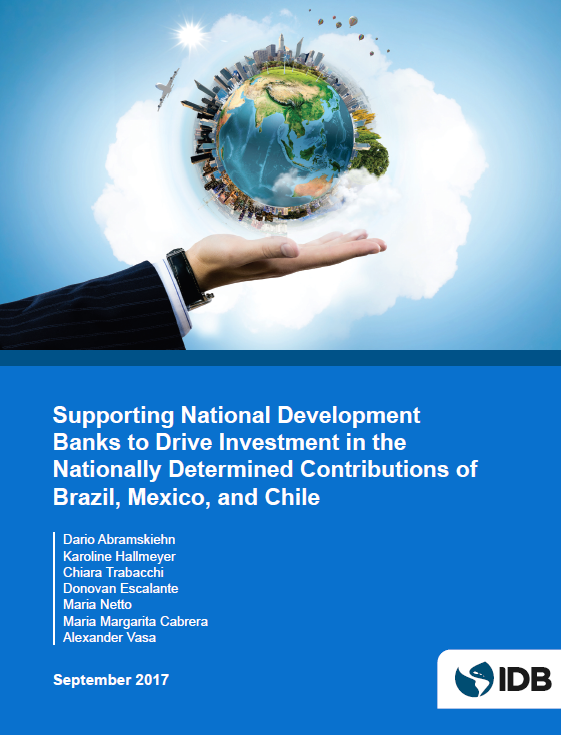 Supporting National Development
Banks to Drive Investment in the
Nationally Determined Contributions of
Brazil, Mexico, and Chile
Dario Abramskiehn
Karoline Hallmeyer
Chiara Trabacchi
Donovan Escalante
Maria Netto
Maria Margarita Cabrera
Alexander Vasa
September 2017
IDB